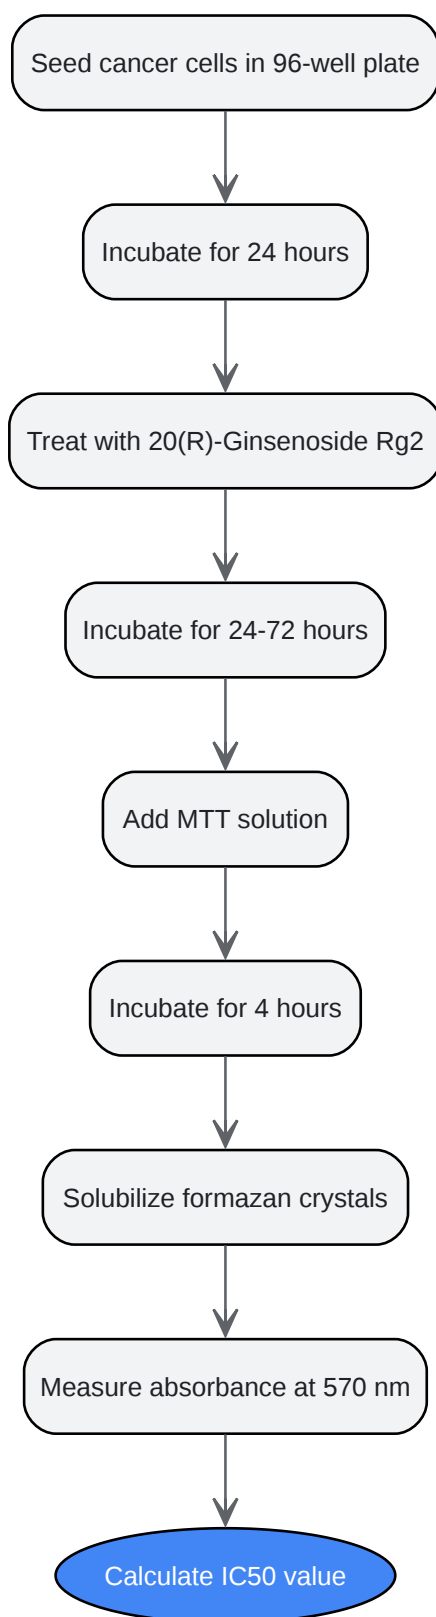 Seed cancer cells in 96-well plate
Incubate for 24 hours
Treat with 20(R)-Ginsenoside Rg2
Incubate for 24-72 hours
Add MTT solution
Incubate for 4 hours
Solubilize formazan crystals
Measure absorbance at 570 nm
Calculate IC50 value